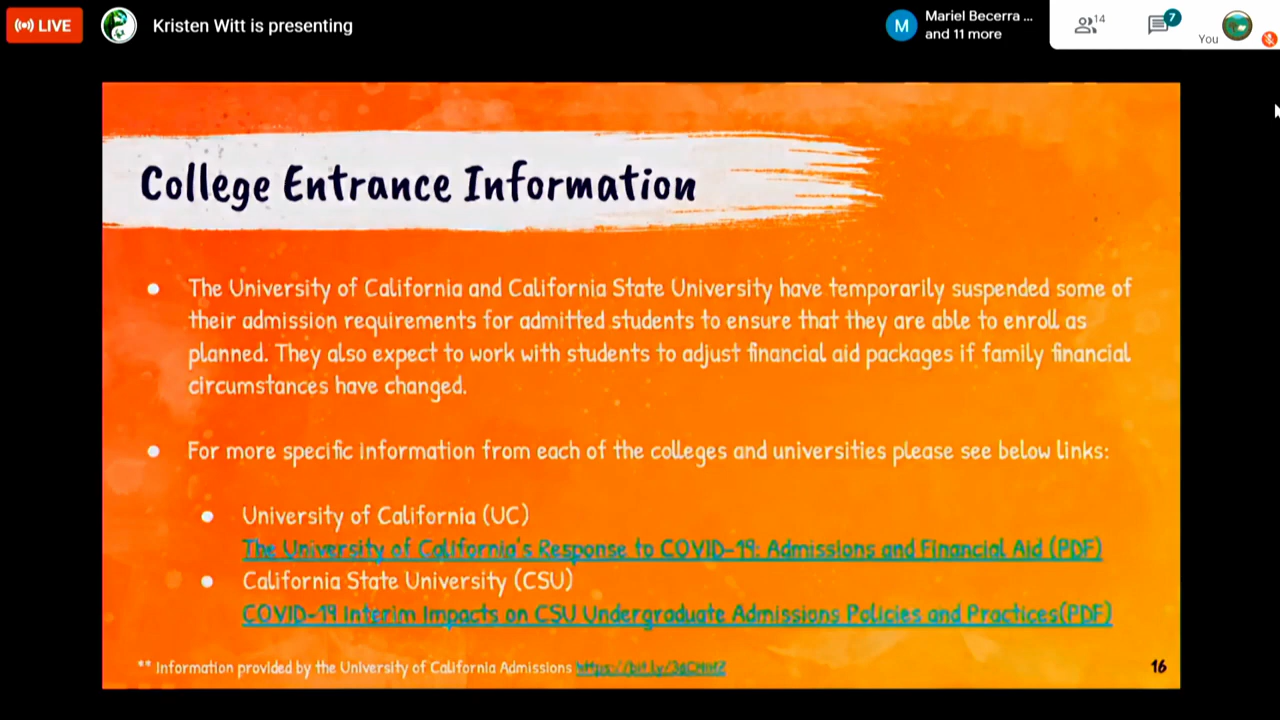 LIVE
Kristen Witt is presenting
M
Mariel Becerra ...
and 11 more
14
7
You
College Entrance Information
● The University of California and California State University have temporarily suspended some of
their admission requirements for admitted students to ensure that they are able to enroll as
planned. They also expect to work with students to adjust financial aid packages if family financial
circumstances have changed.
● For more specific information from each of the colleges and universities please see below links:
● University of California (UC)
The University of California's Response to COVID-19: Admissions and Financial Aid (PDF)
● California State University (CSU)
COVID-19 Interim Impacts on CSU Undergraduate Admissions Policies and Practices(PDF)
** Information provided by the University of California Admissions
16